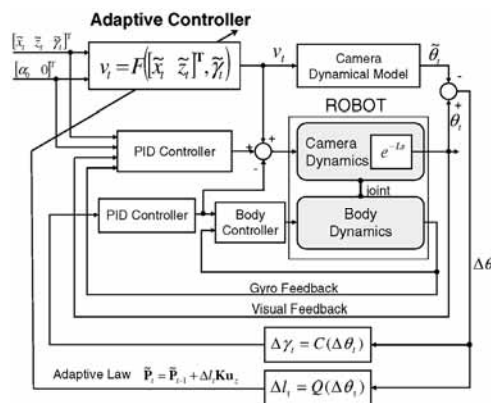 Adaptive Controller
[x̃ₜ z̃ₜ γ̃ₜ]ᵀ
[αₜ 0]ᵀ
vₜ = F([x̃ₜ z̃ₜ]ᵀ, γ̃ₜ)
vₜ
Camera
Dynamical Model
θ̃ₜ
-
+
θₜ
ROBOT
PID Controller
+
+
-
Camera
Dynamics
e^{-Ls}
joint
PID Controller
Body
Controller
Body
Dynamics
Δθ
Gyro Feedback
Visual Feedback
Δγₜ = C(Δθₜ)
Adaptive Law P̃ₜ = P̃ₜ₋₁ + ΔlₜKu
Δlₜ = Q(Δθₜ)